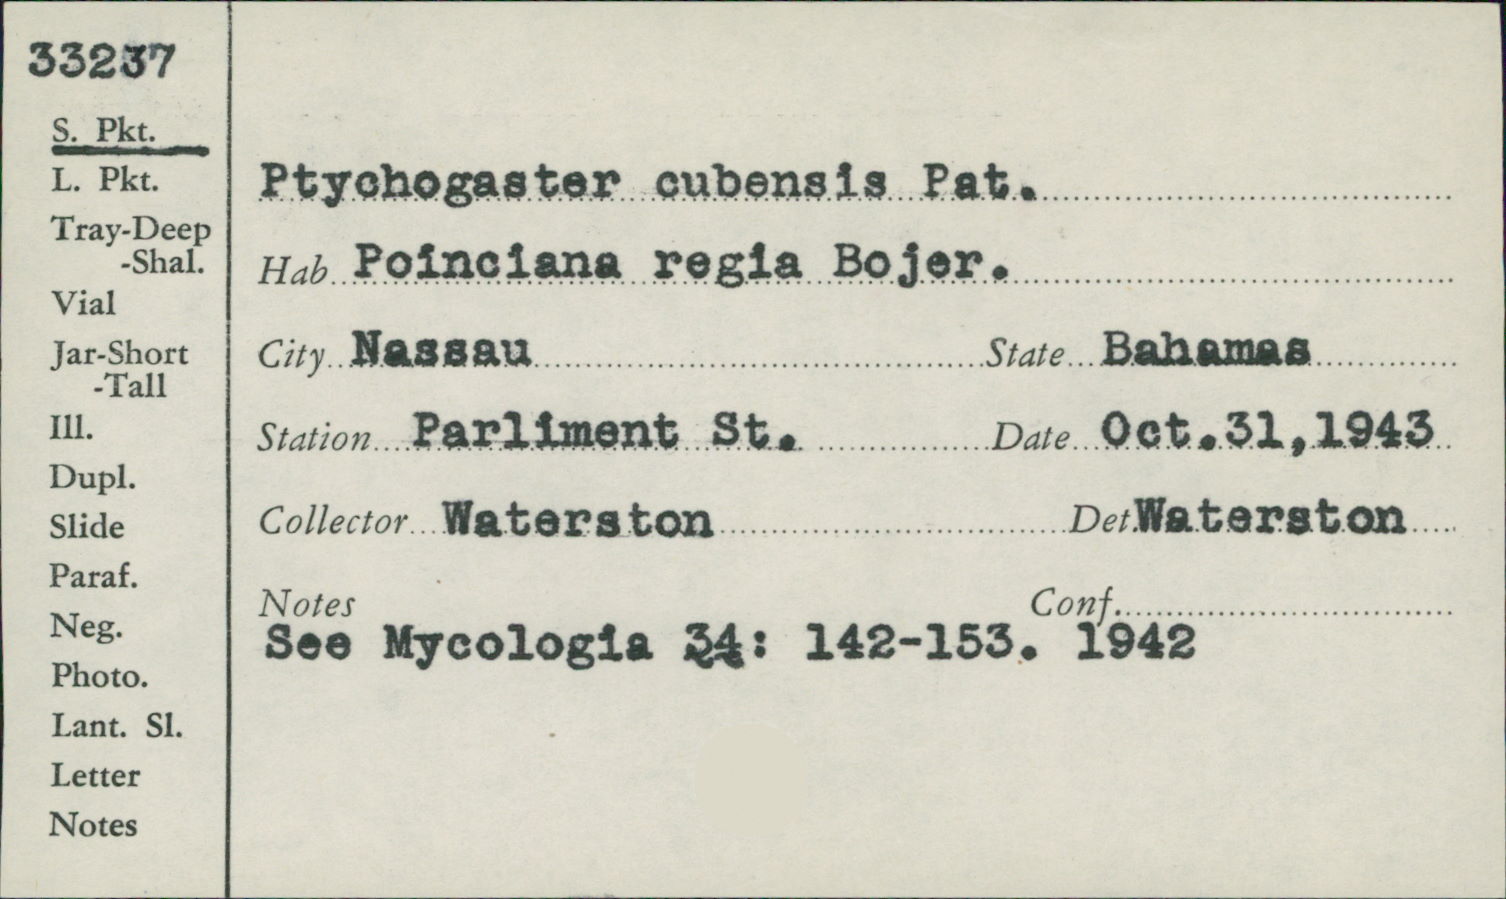 33237
S. Pkt.
L. Pkt.
Tray-Deep
-Shal.
Vial
Jar-Short
-Tall
Ill.
Dupl.
Slide
Paraf.
Neg.
Photo.
Lant. Sl.
Letter
Notes
Ptychogaster cubensis Pat.
Hab Poinciana regia Bojer.
City Nassau State Bahamas
Station Parliment St. Date Oct.31,1943
Collector Waterston Det. Waterston
Notes Conf.
See Mycologia 34: 142-153. 1942